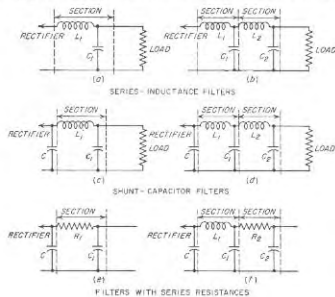 SECTION SECTION SECTION
RECTIFIER L₁ RECTIFIER L₁ L₂
C₁ LOAD C₁ C₂ LOAD
(a) (b)
SERIES-INDUCTANCE FILTERS
SECTION SECTION SECTION
RECTIFIER L₁ RECTIFIER L₁ L₂
C C₁ LOAD C C₁ C₂ LOAD
(c) (d)
SHUNT-CAPACITOR FILTERS
SECTION SECTION SECTION
RECTIFIER R₁ RECTIFIER L₁ R₂
C C₁ C C₁ C₂
(e) (f)
FILTERS WITH SERIES RESISTANCES